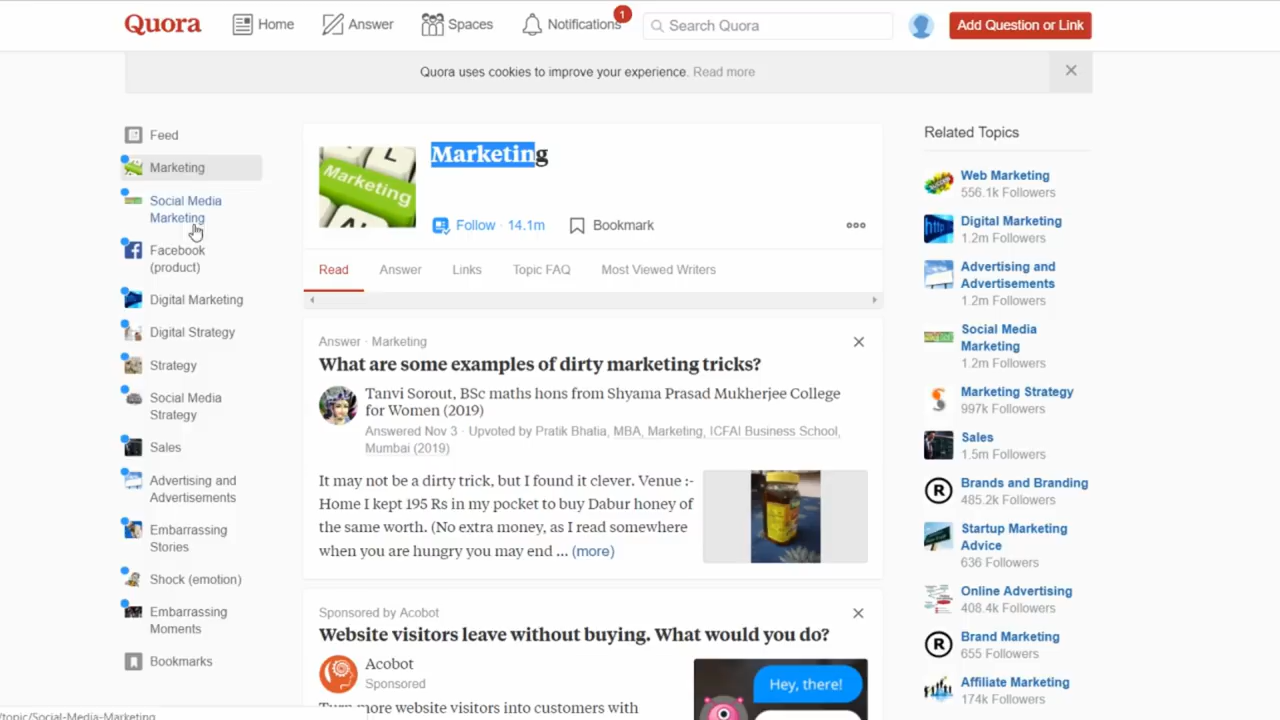 Quora
Home
Answer
Spaces
Notifications
1
Search Quora
Add Question or Link
Quora uses cookies to improve your experience. Read more
Feed
Marketing
Social Media
Marketing
Facebook
(product)
Digital Marketing
Digital Strategy
Strategy
Social Media
Strategy
Sales
Advertising and
Advertisements
Embarrassing
Stories
Shock (emotion)
Embarrassing
Moments
Bookmarks
/topic/Social-Media-Marketing
L
Marketing
A
Marketing
Follow · 14.1m
Bookmark
Read
Answer
Links
Topic FAQ
Most Viewed Writers
Answer · Marketing
What are some examples of dirty marketing tricks?
Tanvi Sorout, BSc maths hons from Shyama Prasad Mukherjee College
for Women (2019)
Answered Nov 3 · Upvoted by Pratik Bhatia, MBA, Marketing, ICFAI Business School,
Mumbai (2019)
It may not be a dirty trick, but I found it clever. Venue :-
Home I kept 195 Rs in my pocket to buy Dabur honey of
the same worth. (No extra money, as I read somewhere
when you are hungry you may end ... (more)
Sponsored by Acobot
Website visitors leave without buying. What would you do?
Acobot
Sponsored
Turn more website visitors into customers with
Hey, there!
Related Topics
Web Marketing
556.1k Followers
http
Digital Marketing
1.2m Followers
Advertising and
Advertisements
1.2m Followers
Social Media
Marketing
1.2m Followers
Marketing Strategy
997k Followers
Sales
1.5m Followers
R
Brands and Branding
485.2k Followers
Startup Marketing
Advice
636 Followers
Online Advertising
408.4k Followers
R
Brand Marketing
655 Followers
Affiliate Marketing
174k Followers